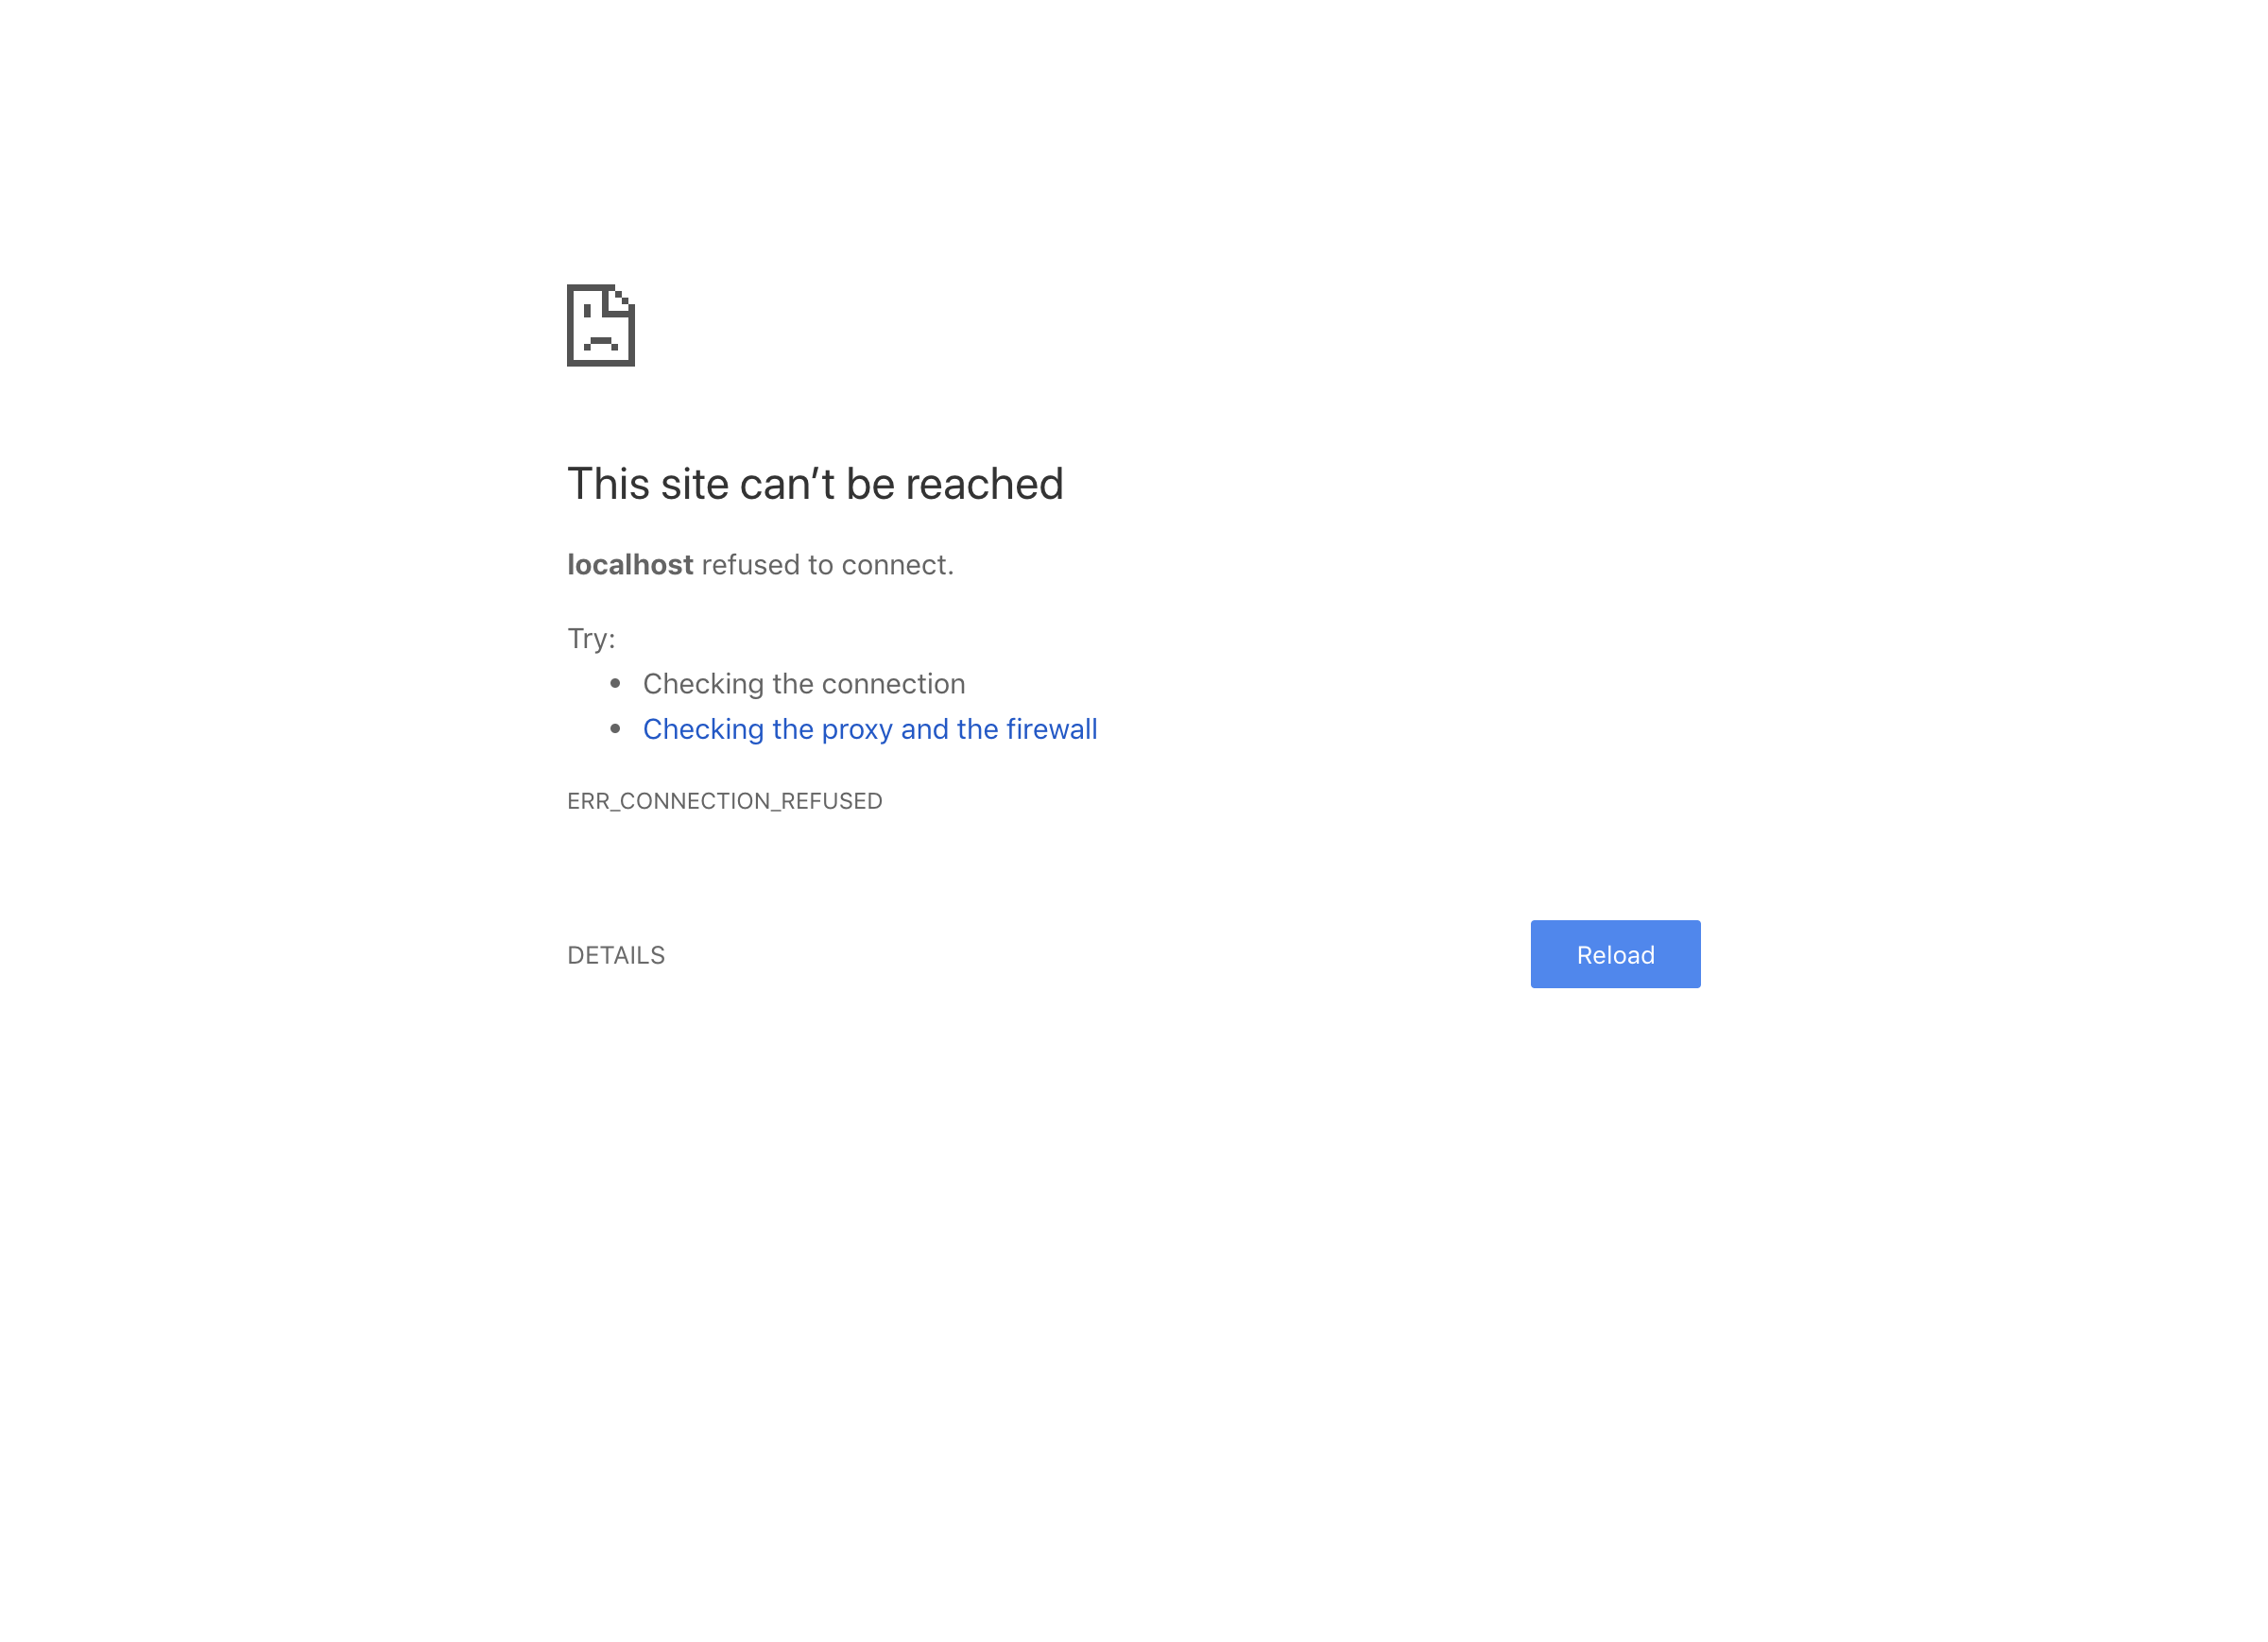 This site can’t be reached
localhost refused to connect.
Try:
• Checking the connection
• Checking the proxy and the firewall
ERR_CONNECTION_REFUSED
DETAILS
Reload